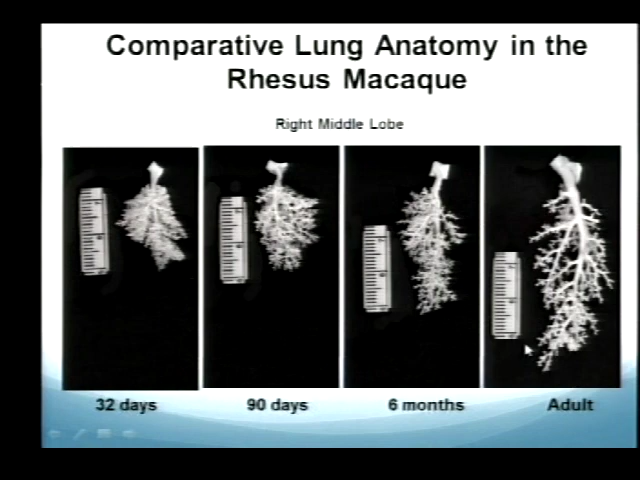 Comparative Lung Anatomy in the
Rhesus Macaque
Right Middle Lobe
32 days
90 days
6 months
Adult